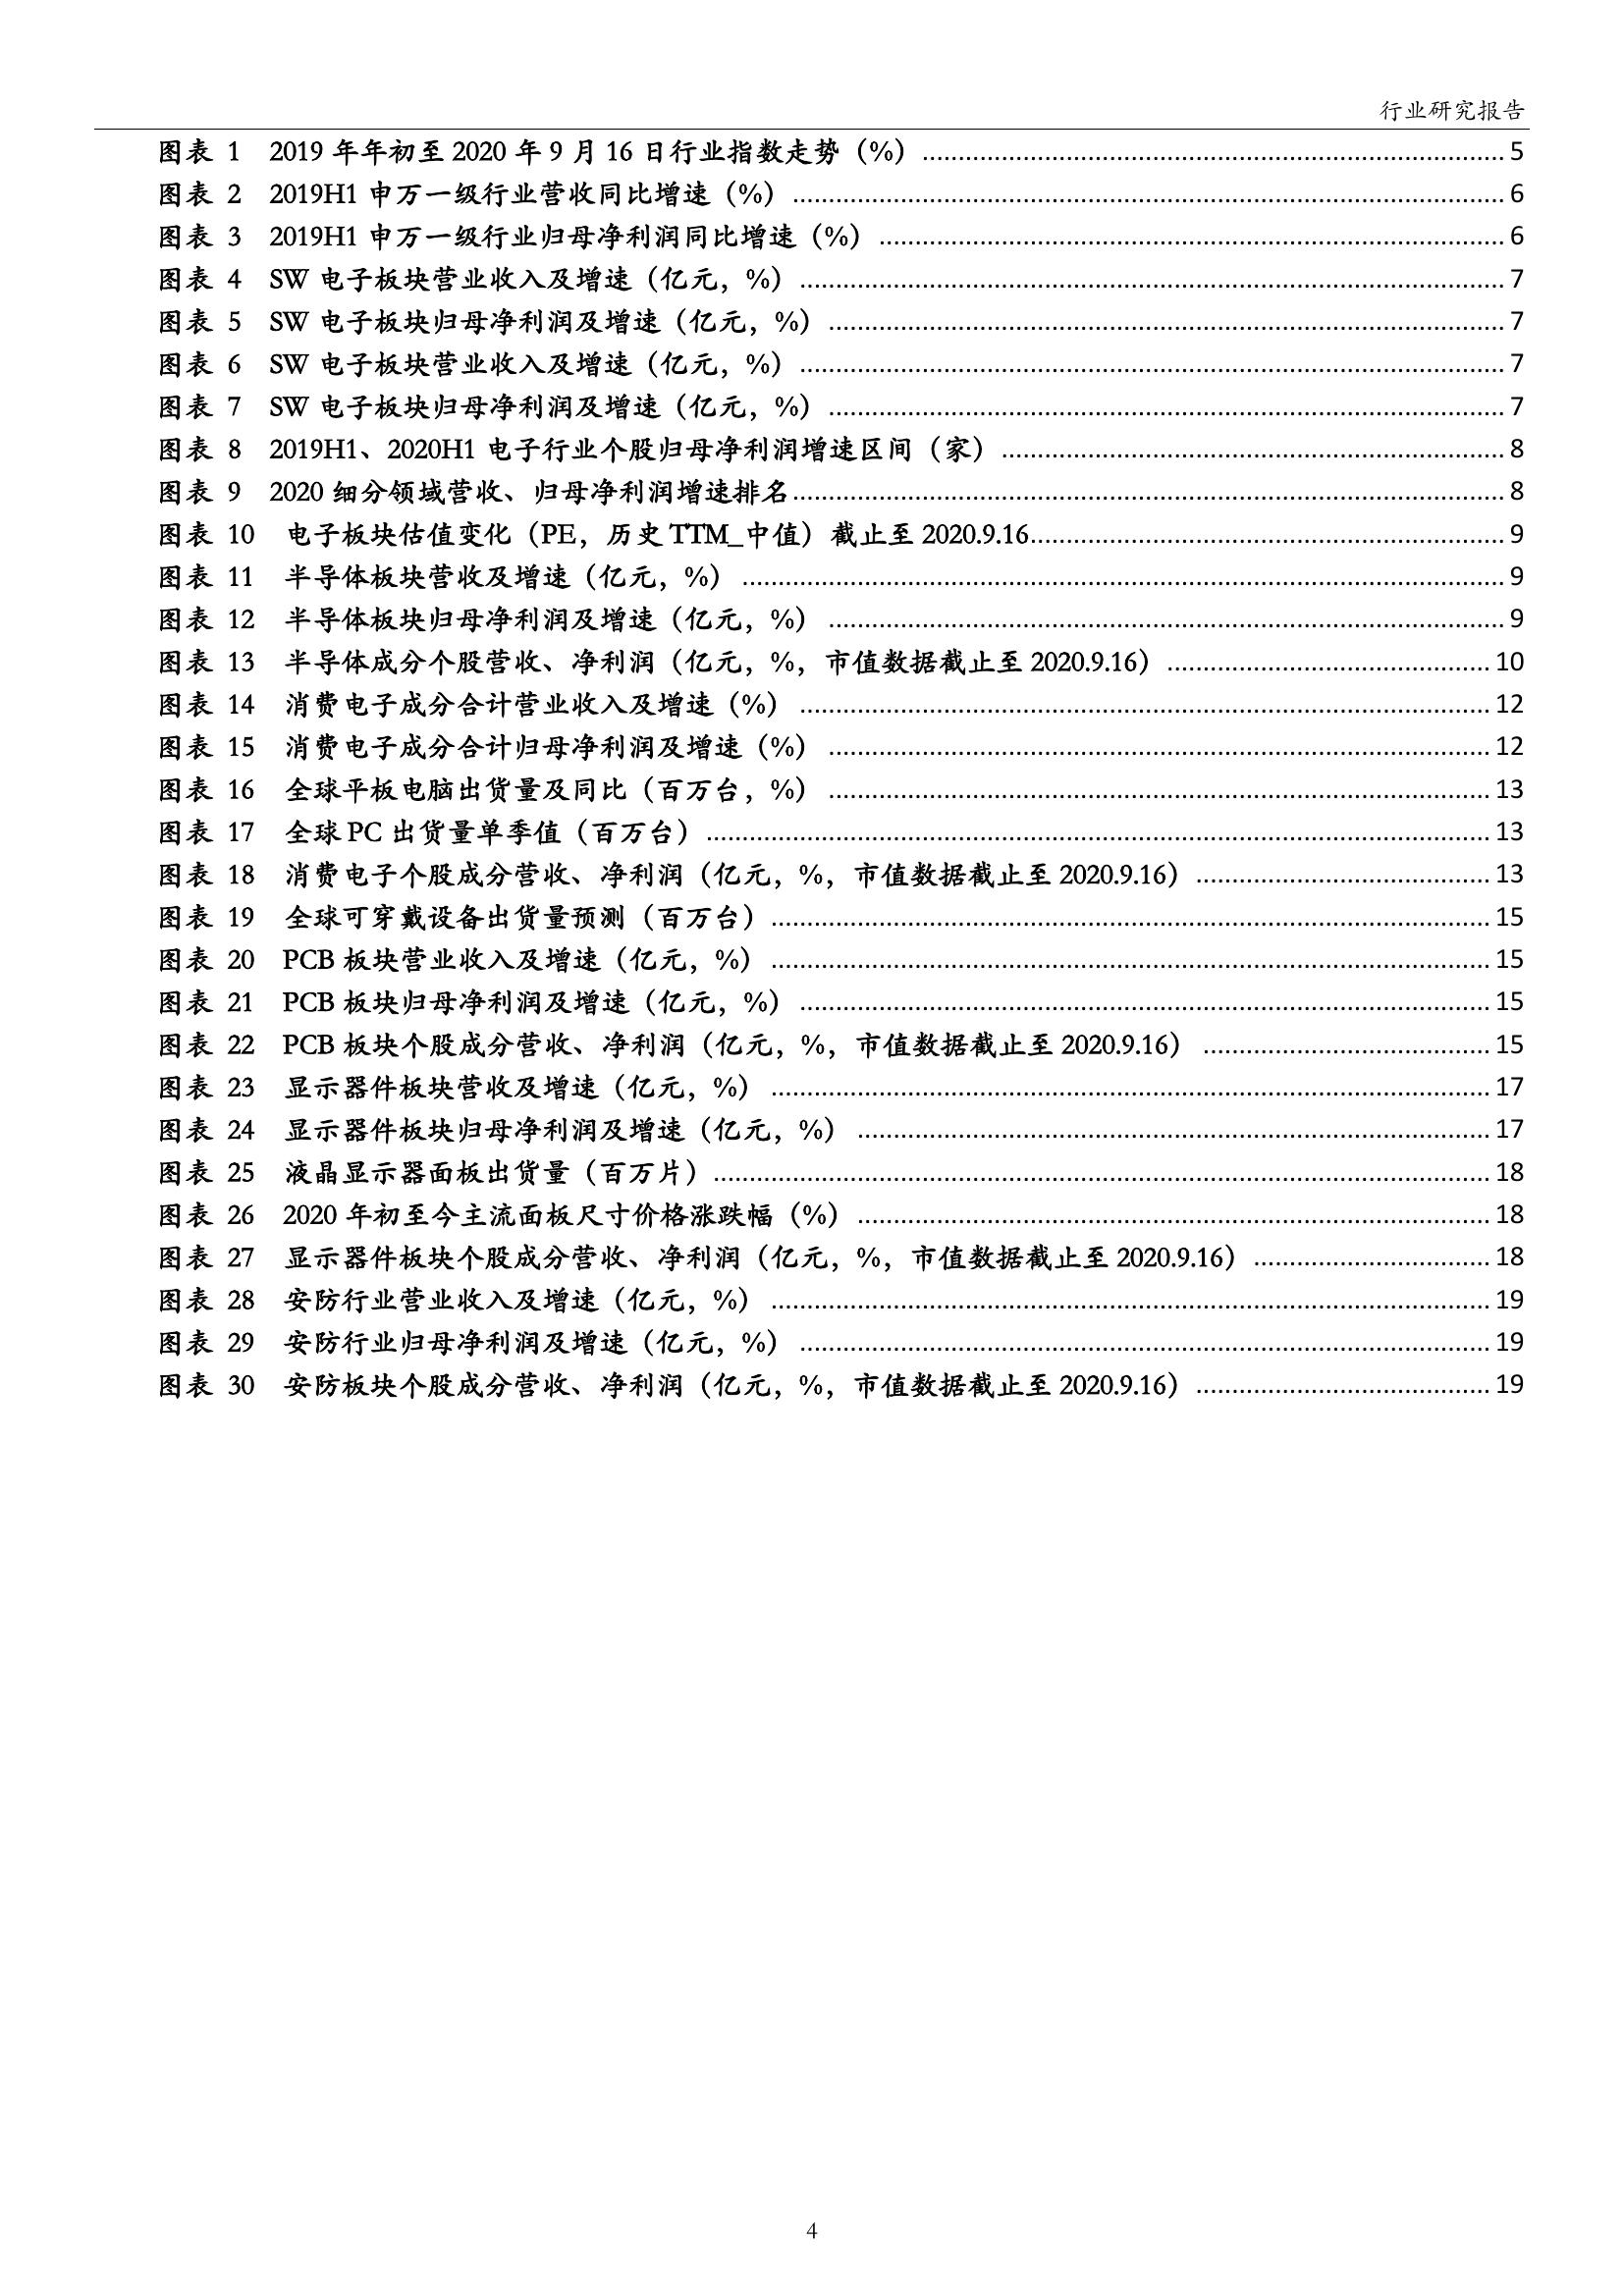 行业研究报告
图表 1 2019 年年初至 2020 年 9 月 16 日行业指数走势（%）................5
图表 2 2019H1 申万一级行业营收同比增速（%）................6
图表 3 2019H1 申万一级行业归母净利润同比增速（%）................6
图表 4 SW 电子板块营业收入及增速（亿元，%）................7
图表 5 SW 电子板块归母净利润及增速（亿元，%）................7
图表 6 SW 电子板块营业收入及增速（亿元，%）................7
图表 7 SW 电子板块归母净利润及增速（亿元，%）................7
图表 8 2019H1、2020H1 电子行业个股归母净利润增速区间（家）................8
图表 9 2020 细分领域营收、归母净利润增速排名................8
图表 10 电子板块估值变化（PE，历史 TTM_中值）截止至 2020.9.16................9
图表 11 半导体板块营收及增速（亿元，%）................9
图表 12 半导体板块归母净利润及增速（亿元，%）................9
图表 13 半导体成分个股营收、净利润（亿元，%，市值数据截止至 2020.9.16）................10
图表 14 消费电子成分合计营业收入及增速（%）................12
图表 15 消费电子成分合计归母净利润及增速（%）................12
图表 16 全球平板电脑出货量及同比（百万台，%）................13
图表 17 全球 PC 出货量单季值（百万台）................13
图表 18 消费电子个股成分营收、净利润（亿元，%，市值数据截止至 2020.9.16）................13
图表 19 全球可穿戴设备出货量预测（百万台）................15
图表 20 PCB 板块营业收入及增速（亿元，%）................15
图表 21 PCB 板块归母净利润及增速（亿元，%）................15
图表 22 PCB 板块个股成分营收、净利润（亿元，%，市值数据截止至 2020.9.16）................15
图表 23 显示器件板块营收及增速（亿元，%）................17
图表 24 显示器件板块归母净利润及增速（亿元，%）................17
图表 25 液晶显示器面板出货量（百万片）................18
图表 26 2020 年初至今主流面板尺寸价格涨跌幅（%）................18
图表 27 显示器件板块个股成分营收、净利润（亿元，%，市值数据截止至 2020.9.16）................18
图表 28 安防行业营业收入及增速（亿元，%）................19
图表 29 安防行业归母净利润及增速（亿元，%）................19
图表 30 安防板块个股成分营收、净利润（亿元，%，市值数据截止至 2020.9.16）................19
4